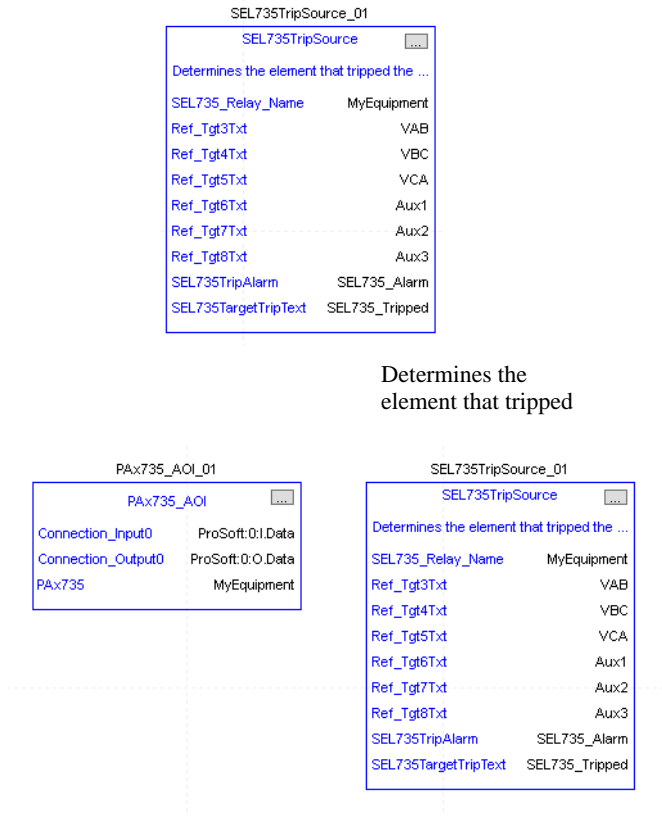 SEL735TripSource_01
SEL735TripSource ...
Determines the element that tripped the ...
SEL735_Relay_Name MyEquipment
Ref_Tgt3Txt VAB
Ref_Tgt4Txt VBC
Ref_Tgt5Txt VCA
Ref_Tgt6Txt Aux1
Ref_Tgt7Txt Aux2
Ref_Tgt8Txt Aux3
SEL735TripAlarm SEL735_Alarm
SEL735TargetTripText SEL735_Tripped
Determines the
element that tripped
PAx735_AOI_01
PAx735_AOI ...
Connection_Input0 ProSoft:0:I.Data
Connection_Output0 ProSoft:0:O.Data
PAx735 MyEquipment
SEL735TripSource_01
SEL735TripSource ...
Determines the element that tripped the ...
SEL735_Relay_Name MyEquipment
Ref_Tgt3Txt VAB
Ref_Tgt4Txt VBC
Ref_Tgt5Txt VCA
Ref_Tgt6Txt Aux1
Ref_Tgt7Txt Aux2
Ref_Tgt8Txt Aux3
SEL735TripAlarm SEL735_Alarm
SEL735TargetTripText SEL735_Tripped